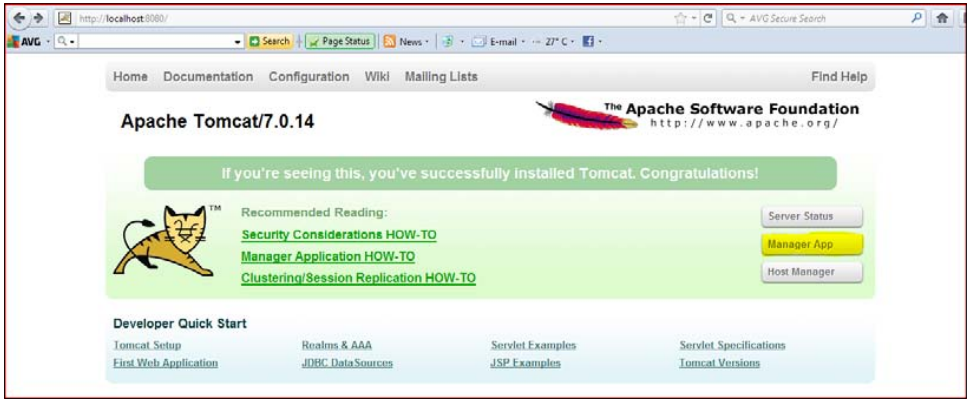 http://localhost:8080/
AVG Secure Search
AVG Search Page Status News E-mail 27° C
Home Documentation Configuration Wiki Mailing Lists Find Help
Apache Tomcat/7.0.14
The Apache Software Foundation
http://www.apache.org/
If you're seeing this, you've successfully installed Tomcat. Congratulations!
TM
Recommended Reading:
Security Considerations HOW-TO
Manager Application HOW-TO
Clustering/Session Replication HOW-TO
Server Status
Manager App
Host Manager
Developer Quick Start
Tomcat Setup Realms & AAA Servlet Examples Servlet Specifications
First Web Application JDBC DataSources JSP Examples Tomcat Versions